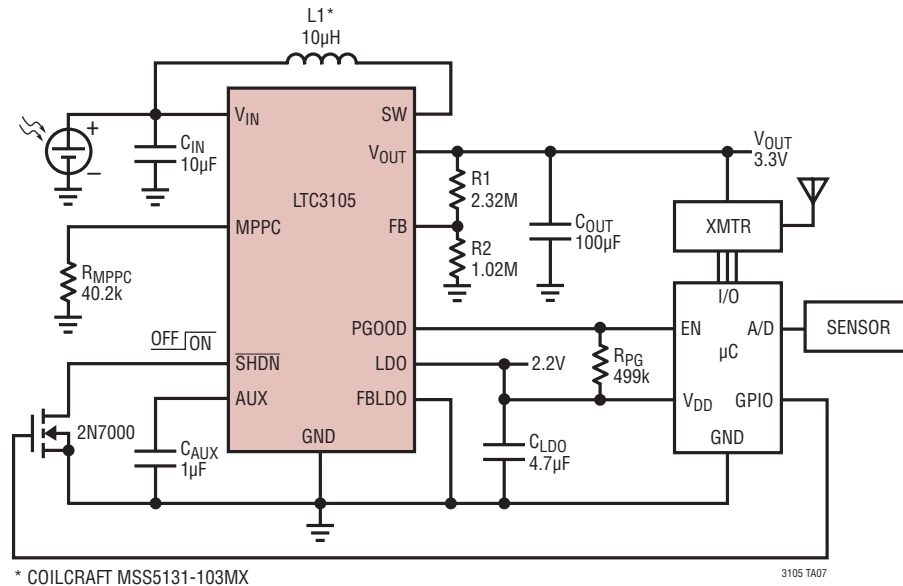 L1*
10µH
VIN
SW
CIN
10µF
VOUT
VOUT
3.3V
LTC3105
R1
2.32M
MPPC
FB
COUT
100µF
XMTR
R2
1.02M
RMPPC
40.2k
I/O
PGOOD
EN
A/D
SENSOR
OFF ON
µC
SHDN
LDO
2.2V
RPG
499k
AUX
FBLDO
VDD
GPIO
2N7000
GND
GND
CAUX
1µF
CLDO
4.7µF
* COILCRAFT MSS5131-103MX
3105 TA07